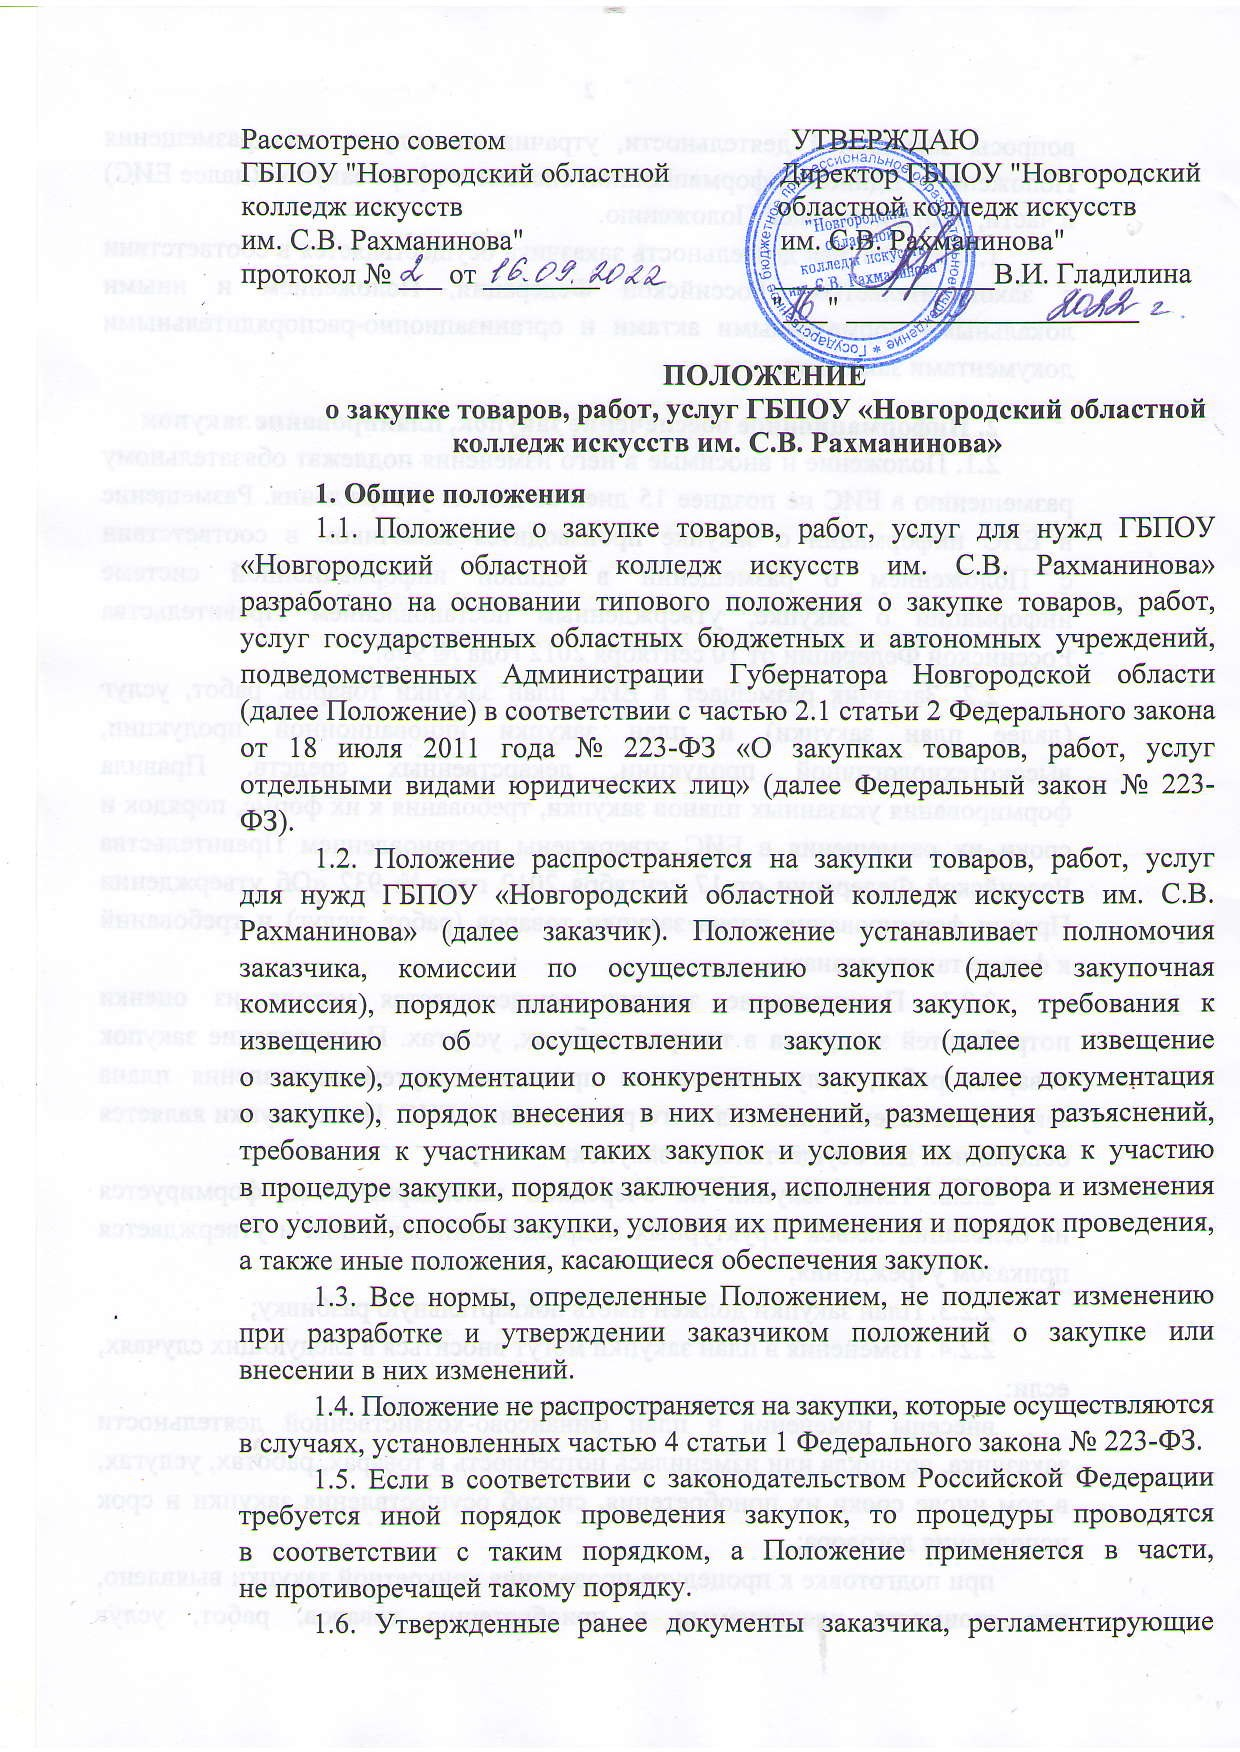 Рассмотрено советом
ГБПОУ "Новгородский областной
колледж искусств
им. С.В. Рахманинова"
протокол № 2 от 16.09.2022
УТВЕРЖДАЮ
Директор ГБПОУ "Новгородский
областной колледж искусств
им. С.В. Рахманинова"
В.И. Гладилина
"16" 2022 г.
"Новгородский
областной
колледж искусств
им. С.В. Рахманинова"
ПОЛОЖЕНИЕ
о закупке товаров, работ, услуг ГБПОУ «Новгородский областной
колледж искусств им. С.В. Рахманинова»
1. Общие положения
1.1. Положение о закупке товаров, работ, услуг для нужд ГБПОУ
«Новгородский областной колледж искусств им. С.В. Рахманинова»
разработано на основании типового положения о закупке товаров, работ,
услуг государственных областных бюджетных и автономных учреждений,
подведомственных Администрации Губернатора Новгородской области
(далее Положение) в соответствии с частью 2.1 статьи 2 Федерального закона
от 18 июля 2011 года № 223-ФЗ «О закупках товаров, работ, услуг
отдельными видами юридических лиц» (далее Федеральный закон № 223-
ФЗ).
1.2. Положение распространяется на закупки товаров, работ, услуг
для нужд ГБПОУ «Новгородский областной колледж искусств им. С.В.
Рахманинова» (далее заказчик). Положение устанавливает полномочия
заказчика, комиссии по осуществлению закупок (далее закупочная
комиссия), порядок планирования и проведения закупок, требования к
извещению об осуществлении закупок (далее извещение
о закупке), документации о конкурентных закупках (далее документация
о закупке), порядок внесения в них изменений, размещения разъяснений,
требования к участникам таких закупок и условия их допуска к участию
в процедуре закупки, порядок заключения, исполнения договора и изменения
его условий, способы закупки, условия их применения и порядок проведения,
а также иные положения, касающиеся обеспечения закупок.
1.3. Все нормы, определенные Положением, не подлежат изменению
при разработке и утверждении заказчиком положений о закупке или
внесении в них изменений.
1.4. Положение не распространяется на закупки, которые осуществляются
в случаях, установленных частью 4 статьи 1 Федерального закона № 223-ФЗ.
1.5. Если в соответствии с законодательством Российской Федерации
требуется иной порядок проведения закупок, то процедуры проводятся
в соответствии с таким порядком, а Положение применяется в части,
не противоречащей такому порядку.
1.6. Утвержденные ранее документы заказчика, регламентирующие